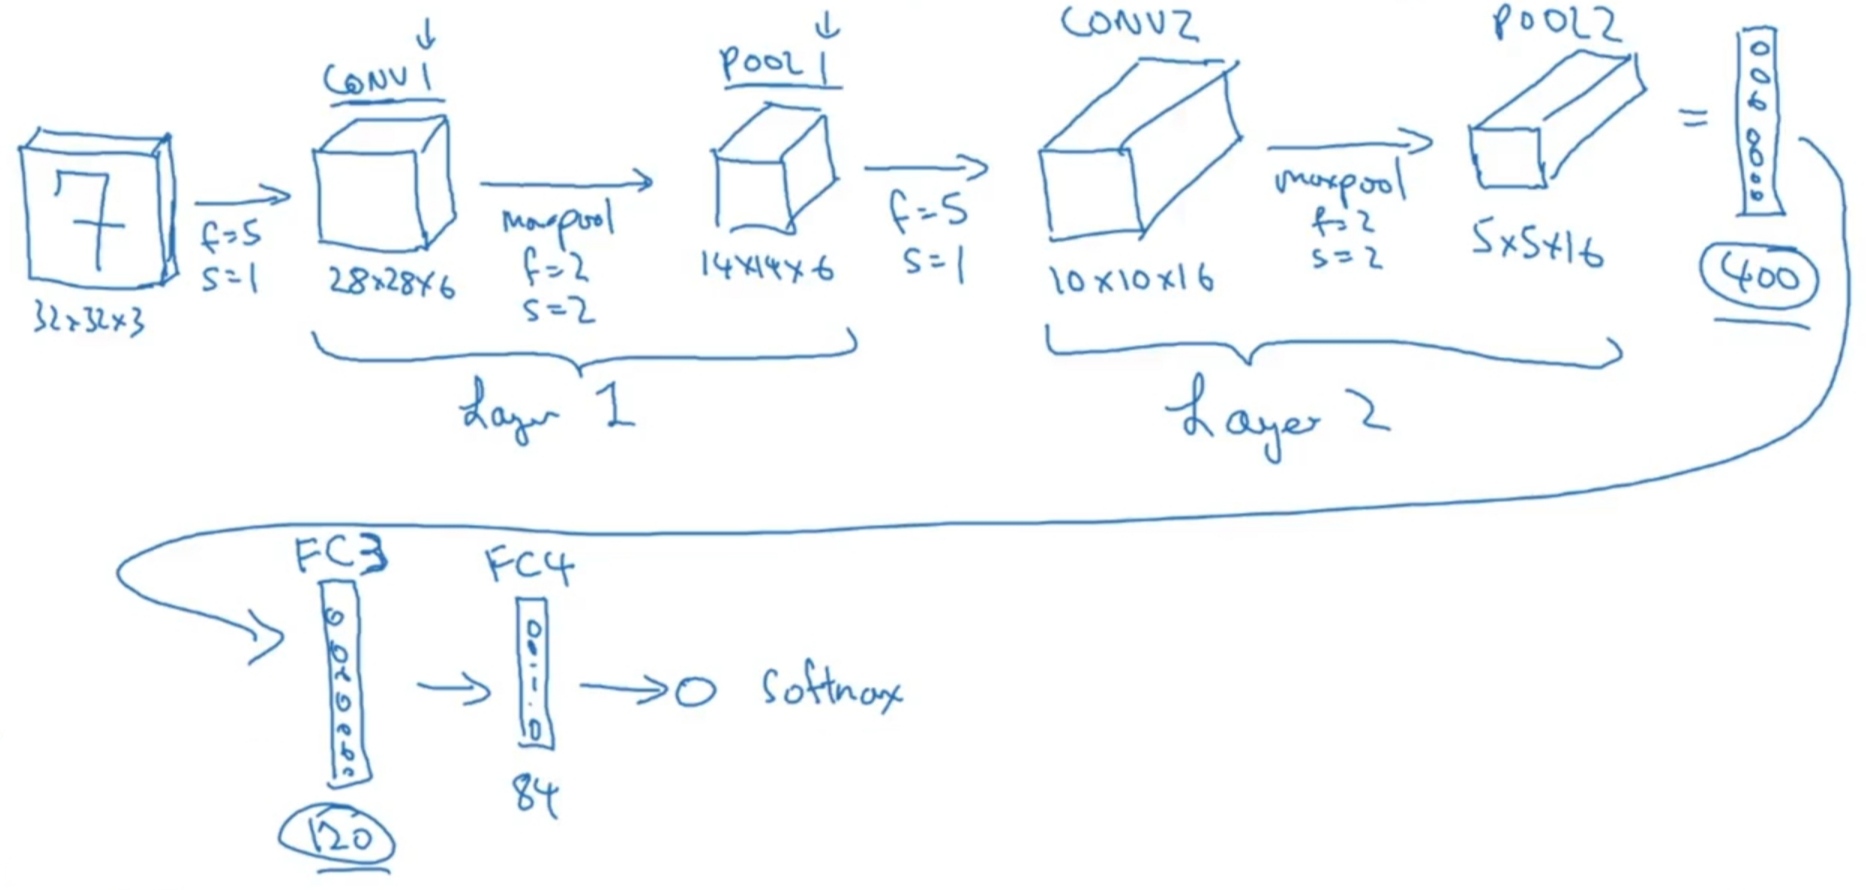 CONV1
POOL1
CONV2
POOL2
7
f=5
s=1
32×32×3
28×28×6
maxpool
f=2
s=2
14×14×6
f=5
s=1
10×10×16
maxpool
f=2
s=2
5×5×16
=
400
Layer 1
Layer 2
FC3
FC4
120
84
Softmax